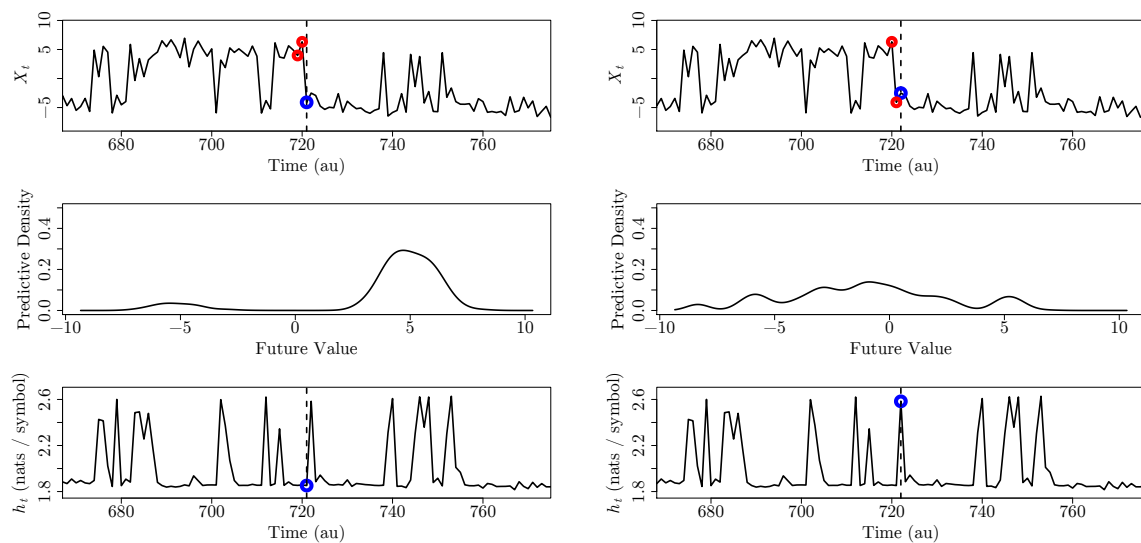 10
5
−5
X_t
680 700 720 740 760
Time (au)
10
5
−5
X_t
680 700 720 740 760
Time (au)
0.4
0.2
0.0
Predictive Density
−10 −5 0 5 10
Future Value
0.4
0.2
0.0
Predictive Density
−10 −5 0 5 10
Future Value
2.6
2.2
1.8
h_t (nats / symbol)
680 700 720 740 760
Time (au)
2.6
2.2
1.8
h_t (nats / symbol)
680 700 720 740 760
Time (au)